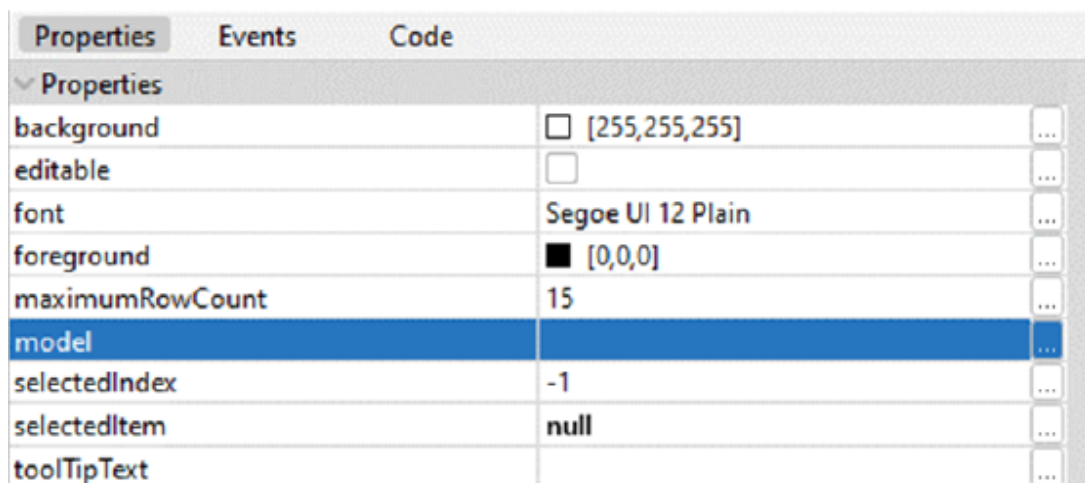 Properties Events Code
Properties
background [255,255,255] ...
editable ...
font Segoe UI 12 Plain ...
foreground [0,0,0] ...
maximumRowCount 15 ...
model ...
selectedIndex -1 ...
selectedItem null ...
toolTipText ...